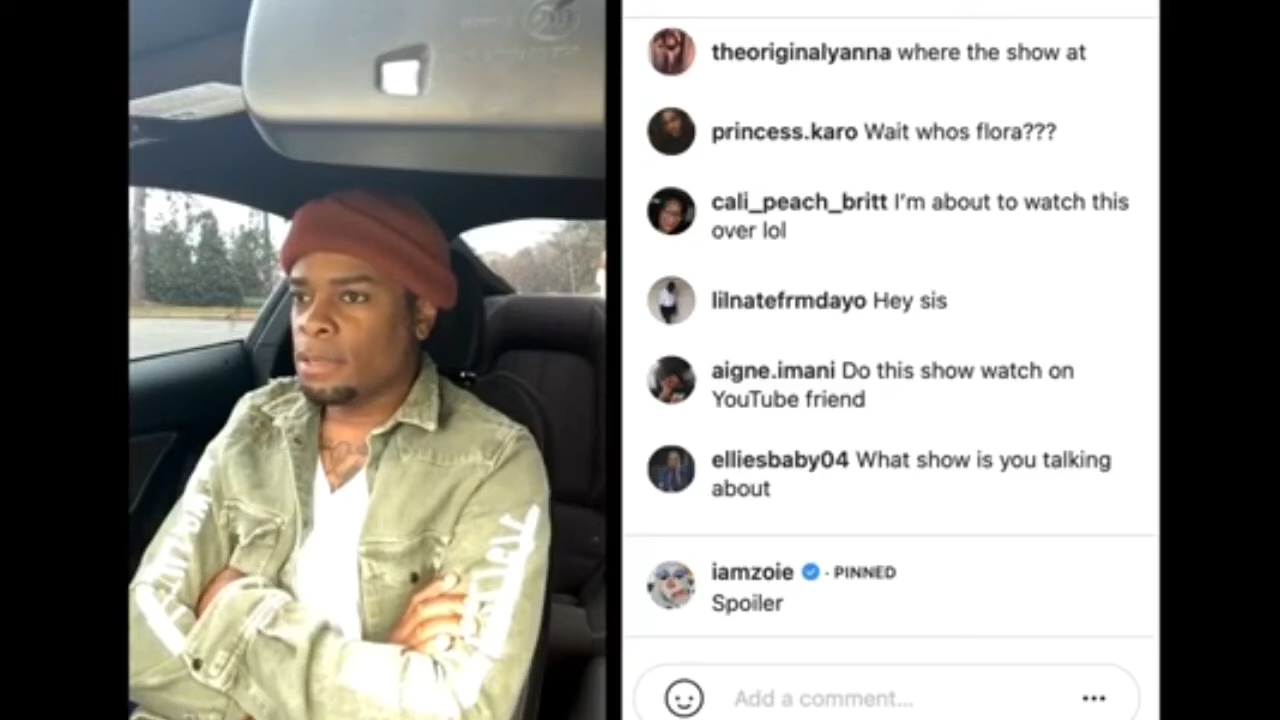 theoriginalyanna where the show at
princess.karo Wait whos flora???
cali_peach_britt I'm about to watch this
over lol
lilnatefrmdayo Hey sis
aigne.imani Do this show watch on
YouTube friend
elliesbaby04 What show is you talking
about
iamzoie · PINNED
Spoiler
Add a comment...